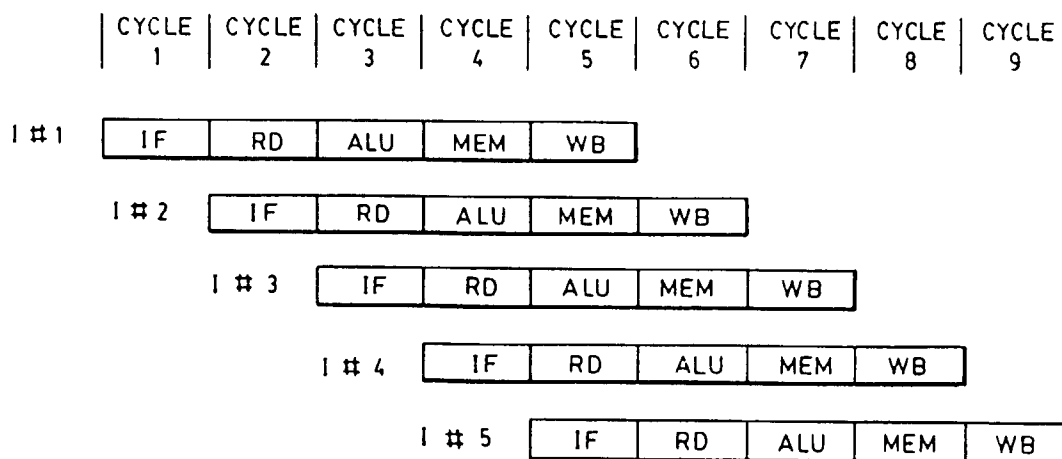 CYCLE CYCLE CYCLE CYCLE CYCLE CYCLE CYCLE CYCLE CYCLE
1 2 3 4 5 6 7 8 9
I # 1 IF RD ALU MEM WB
I # 2 IF RD ALU MEM WB
I # 3 IF RD ALU MEM WB
I # 4 IF RD ALU MEM WB
I # 5 IF RD ALU MEM WB